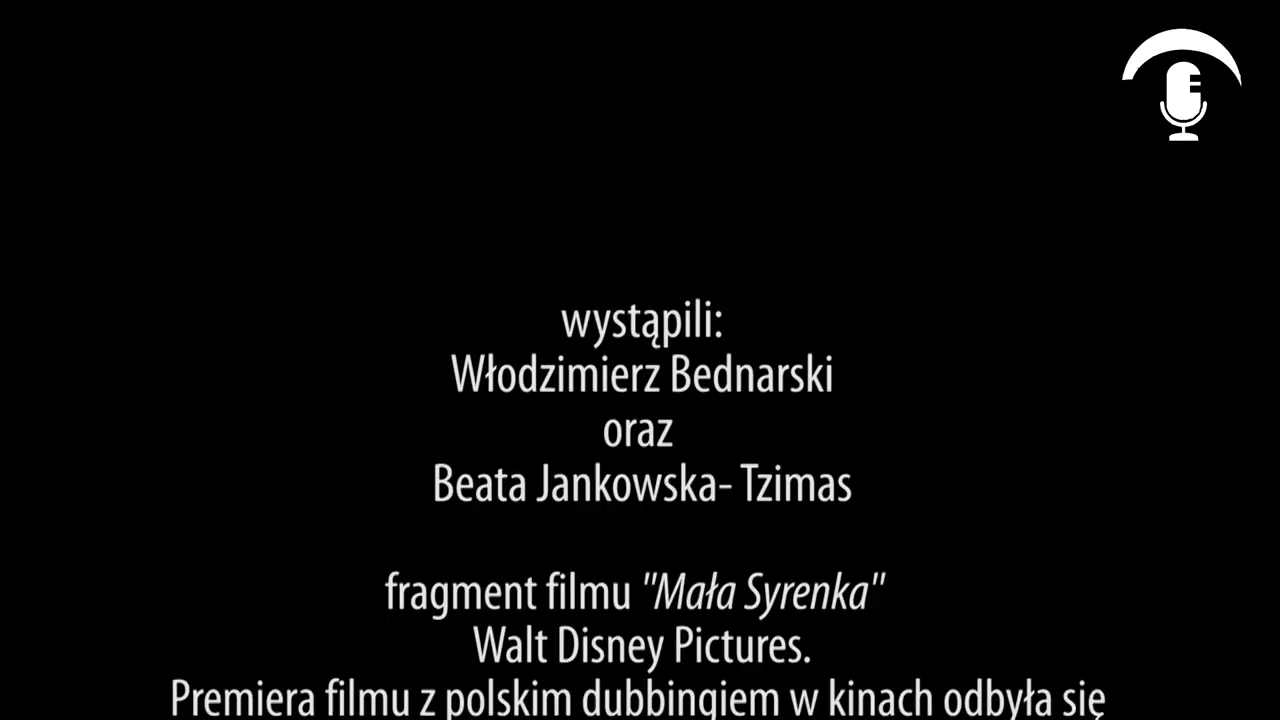 wystąpili:
Włodzimierz Bednarski
oraz
Beata Jankowska- Tzimas
fragment filmu "Mała Syrenka"
Walt Disney Pictures.
Premiera filmu z polskim dubbingiem w kinach odbyła się